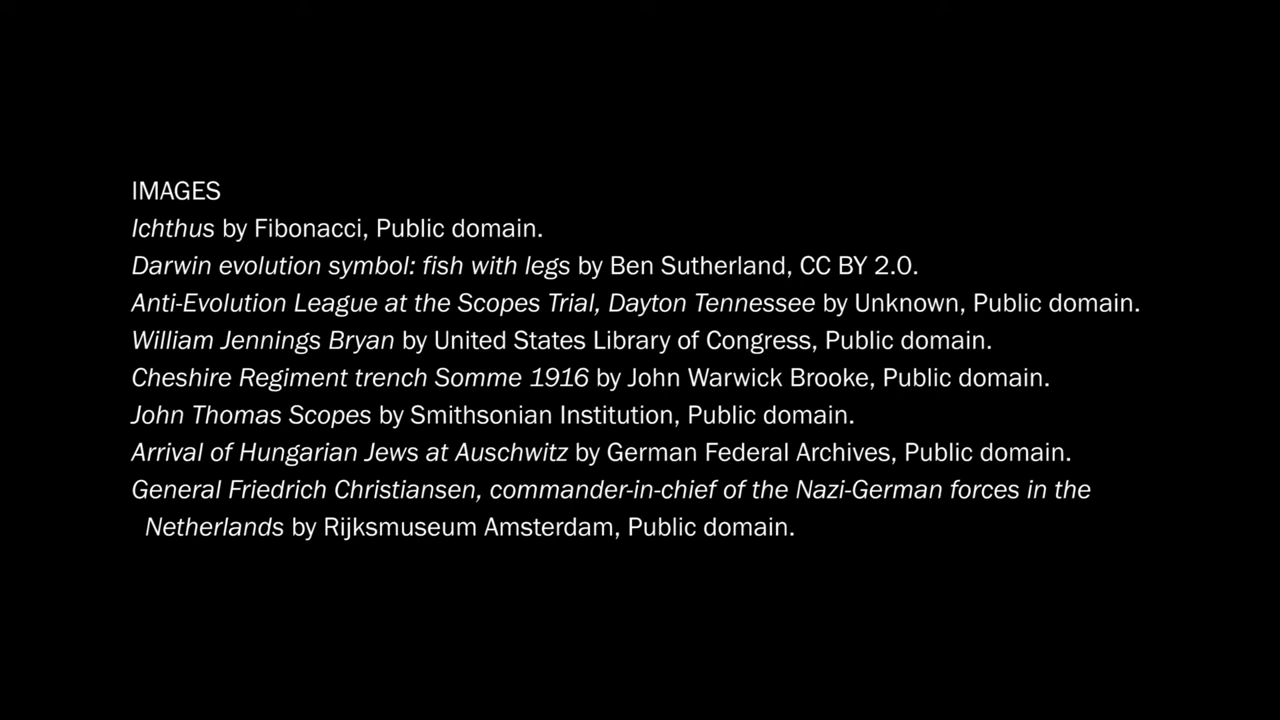 IMAGES
Ichthus by Fibonacci, Public domain.
Darwin evolution symbol: fish with legs by Ben Sutherland, CC BY 2.0.
Anti-Evolution League at the Scopes Trial, Dayton Tennessee by Unknown, Public domain.
William Jennings Bryan by United States Library of Congress, Public domain.
Cheshire Regiment trench Somme 1916 by John Warwick Brooke, Public domain.
John Thomas Scopes by Smithsonian Institution, Public domain.
Arrival of Hungarian Jews at Auschwitz by German Federal Archives, Public domain.
General Friedrich Christiansen, commander-in-chief of the Nazi-German forces in the
Netherlands by Rijksmuseum Amsterdam, Public domain.